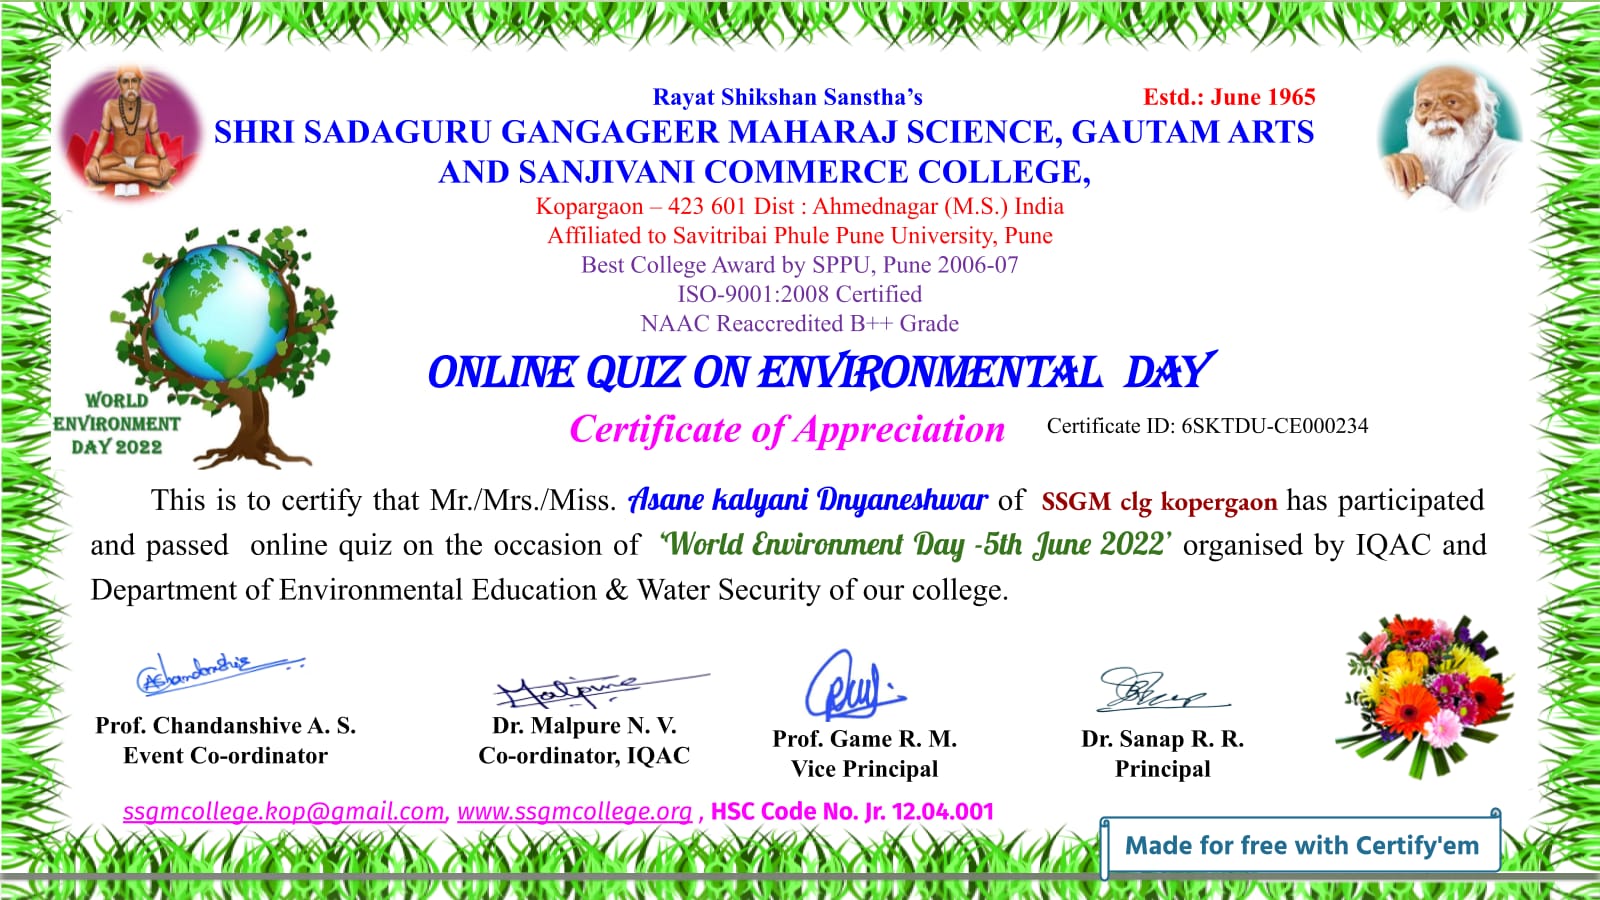 Rayat Shikshan Sanstha’s
Estd.: June 1965
SHRI SADAGURU GANGAGEER MAHARAJ SCIENCE, GAUTAM ARTS
AND SANJIVANI COMMERCE COLLEGE,
Kopargaon – 423 601 Dist : Ahmednagar (M.S.) India
Affiliated to Savitribai Phule Pune University, Pune
Best College Award by SPPU, Pune 2006-07
ISO-9001:2008 Certified
NAAC Reaccredited B++ Grade
ONLINE QUIZ ON ENVIRONMENTAL DAY
WORLD
ENVIRONMENT
DAY 2022
Certificate of Appreciation
Certificate ID: 6SKTDU-CE000234
This is to certify that Mr./Mrs./Miss. Asane kalyani Dnyaneshwar of SSGM clg kopergaon has participated
and passed online quiz on the occasion of ‘World Environment Day -5th June 2022’ organised by IQAC and
Department of Environmental Education & Water Security of our college.
AShandanshive
Malpure
Prof. Chandanshive A. S.
Event Co-ordinator
Dr. Malpure N. V.
Co-ordinator, IQAC
Prof. Game R. M.
Vice Principal
Dr. Sanap R. R.
Principal
ssgmcollege.kop@gmail.com, www.ssgmcollege.org , HSC Code No. Jr. 12.04.001
Made for free with Certify'em